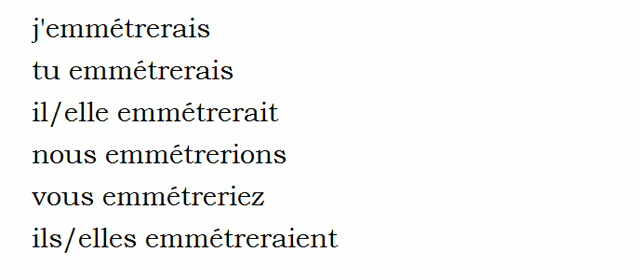 j'emmétrerais
tu emmétrerais
il/elle emmétrerait
nous emmétrerions
vous emmétreriez
ils/elles emmétreraient